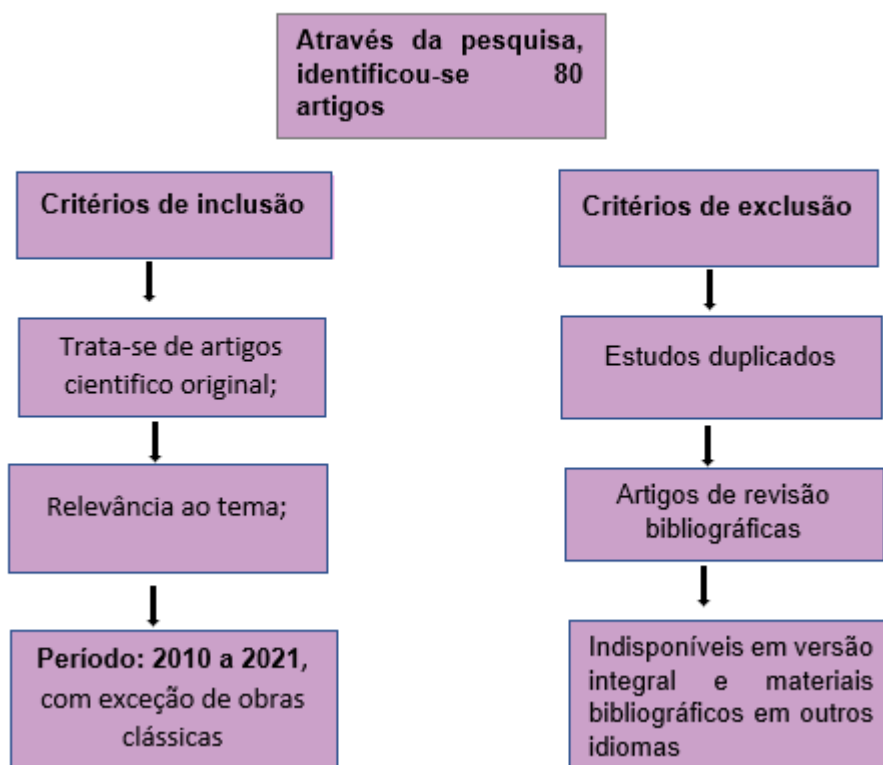 Através da pesquisa,
identificou-se 80
artigos
Critérios de inclusão
Trata-se de artigos
cientifico original;
Relevância ao tema;
Período: 2010 a 2021,
com exceção de obras
clássicas
Critérios de exclusão
Estudos duplicados
Artigos de revisão
bibliográficas
Indisponíveis em versão
integral e materiais
bibliográficos em outros
idiomas